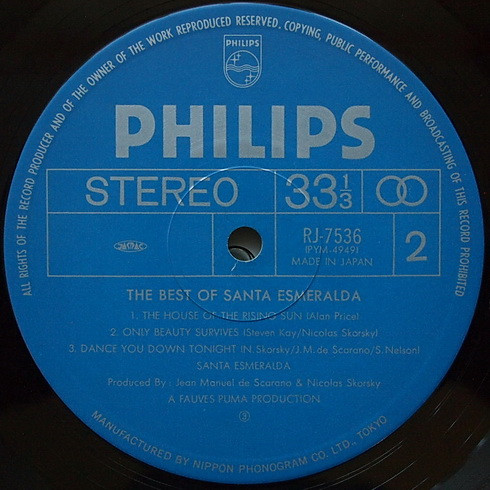 ALL RIGHTS OF THE RECORD PRODUCER AND OF THE OWNER OF THE WORK REPRODUCED RESERVED. COPYING, PUBLIC PERFORMANCE AND BROADCASTING OF THIS RECORD PROHIBITED
PHILIPS
PHILIPS
STEREO 33 1/3
RJ-7536
(PYM-4949)
MADE IN JAPAN
2
THE BEST OF SANTA ESMERALDA
1. THE HOUSE OF THE RISING SUN (Alan Price)
2. ONLY BEAUTY SURVIVES (Steven Kay/Nicolas Skorsky)
3. DANCE YOU DOWN TONIGHT (N. Skorsky/J.M. de Scarano/S. Nelson)
SANTA ESMERALDA
Produced By : Jean Manuel de Scarano & Nicolas Skorsky
A FAUVES PUMA PRODUCTION
③
MANUFACTURED BY NIPPON PHONOGRAM CO. LTD., TOKYO